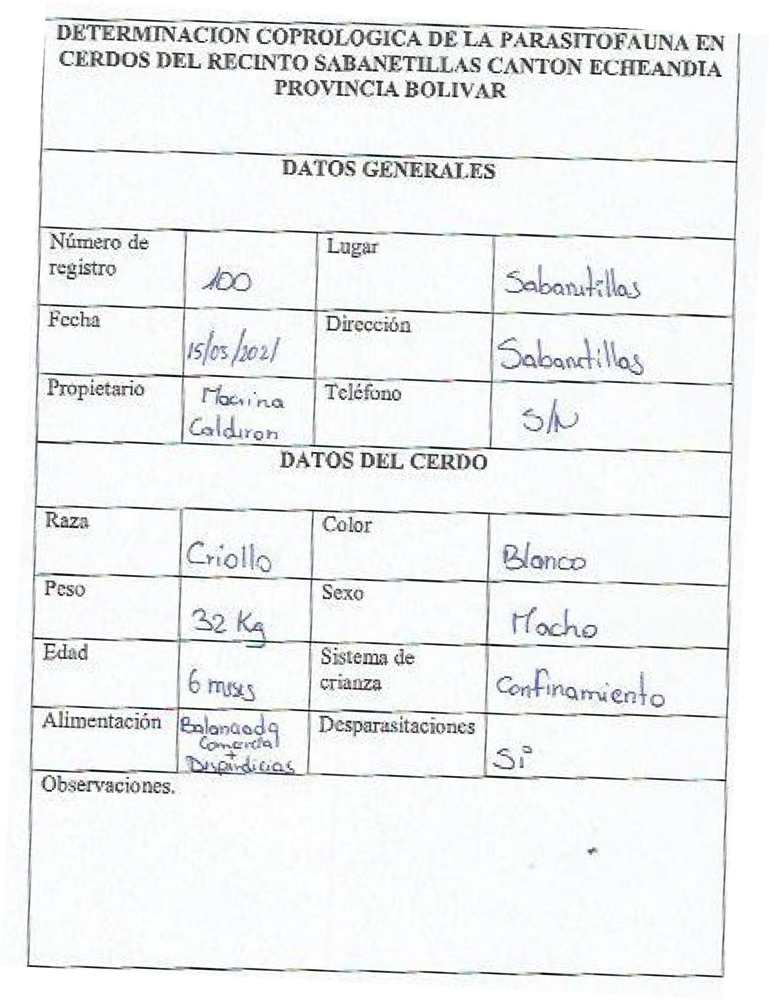 DETERMINACION COPROLOGICA DE LA PARASITOFAUNA EN
CERDOS DEL RECINTO SABANETILLAS CANTON ECHEANDIA
PROVINCIA BOLIVAR
DATOS GENERALES
Número de
registro
100
Lugar
Sabanetillas
Fecha
15/03/2021
Dirección
Sabanetillas
Propietario
Marina
Calderon
Teléfono
S/N
DATOS DEL CERDO
Raza
Criollo
Color
Blanco
Peso
32 Kg
Sexo
Macho
Edad
6 meses
Sistema de
crianza
Confinamiento
Alimentación
Balanceada
Comercial
+
Desperdicios
Desparasitaciones
Si
Observaciones.